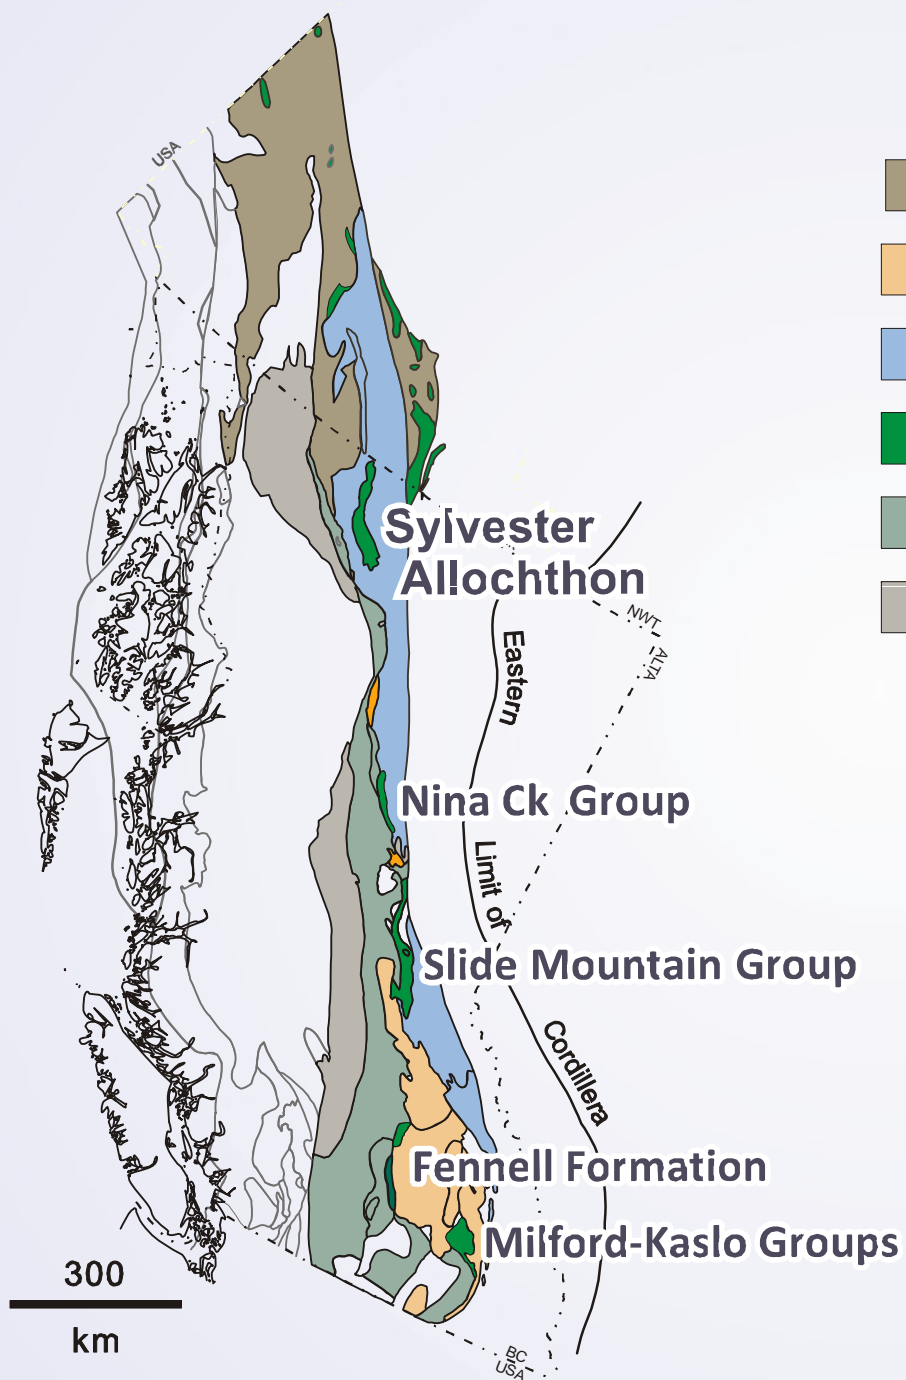 USA
Sylvester
Allochthon
NWT
ALTA
Eastern
Nina Ck Group
Limit of
Slide Mountain Group
Cordillera
Fennell Formation
Milford-Kaslo Groups
300
km
BC
USA